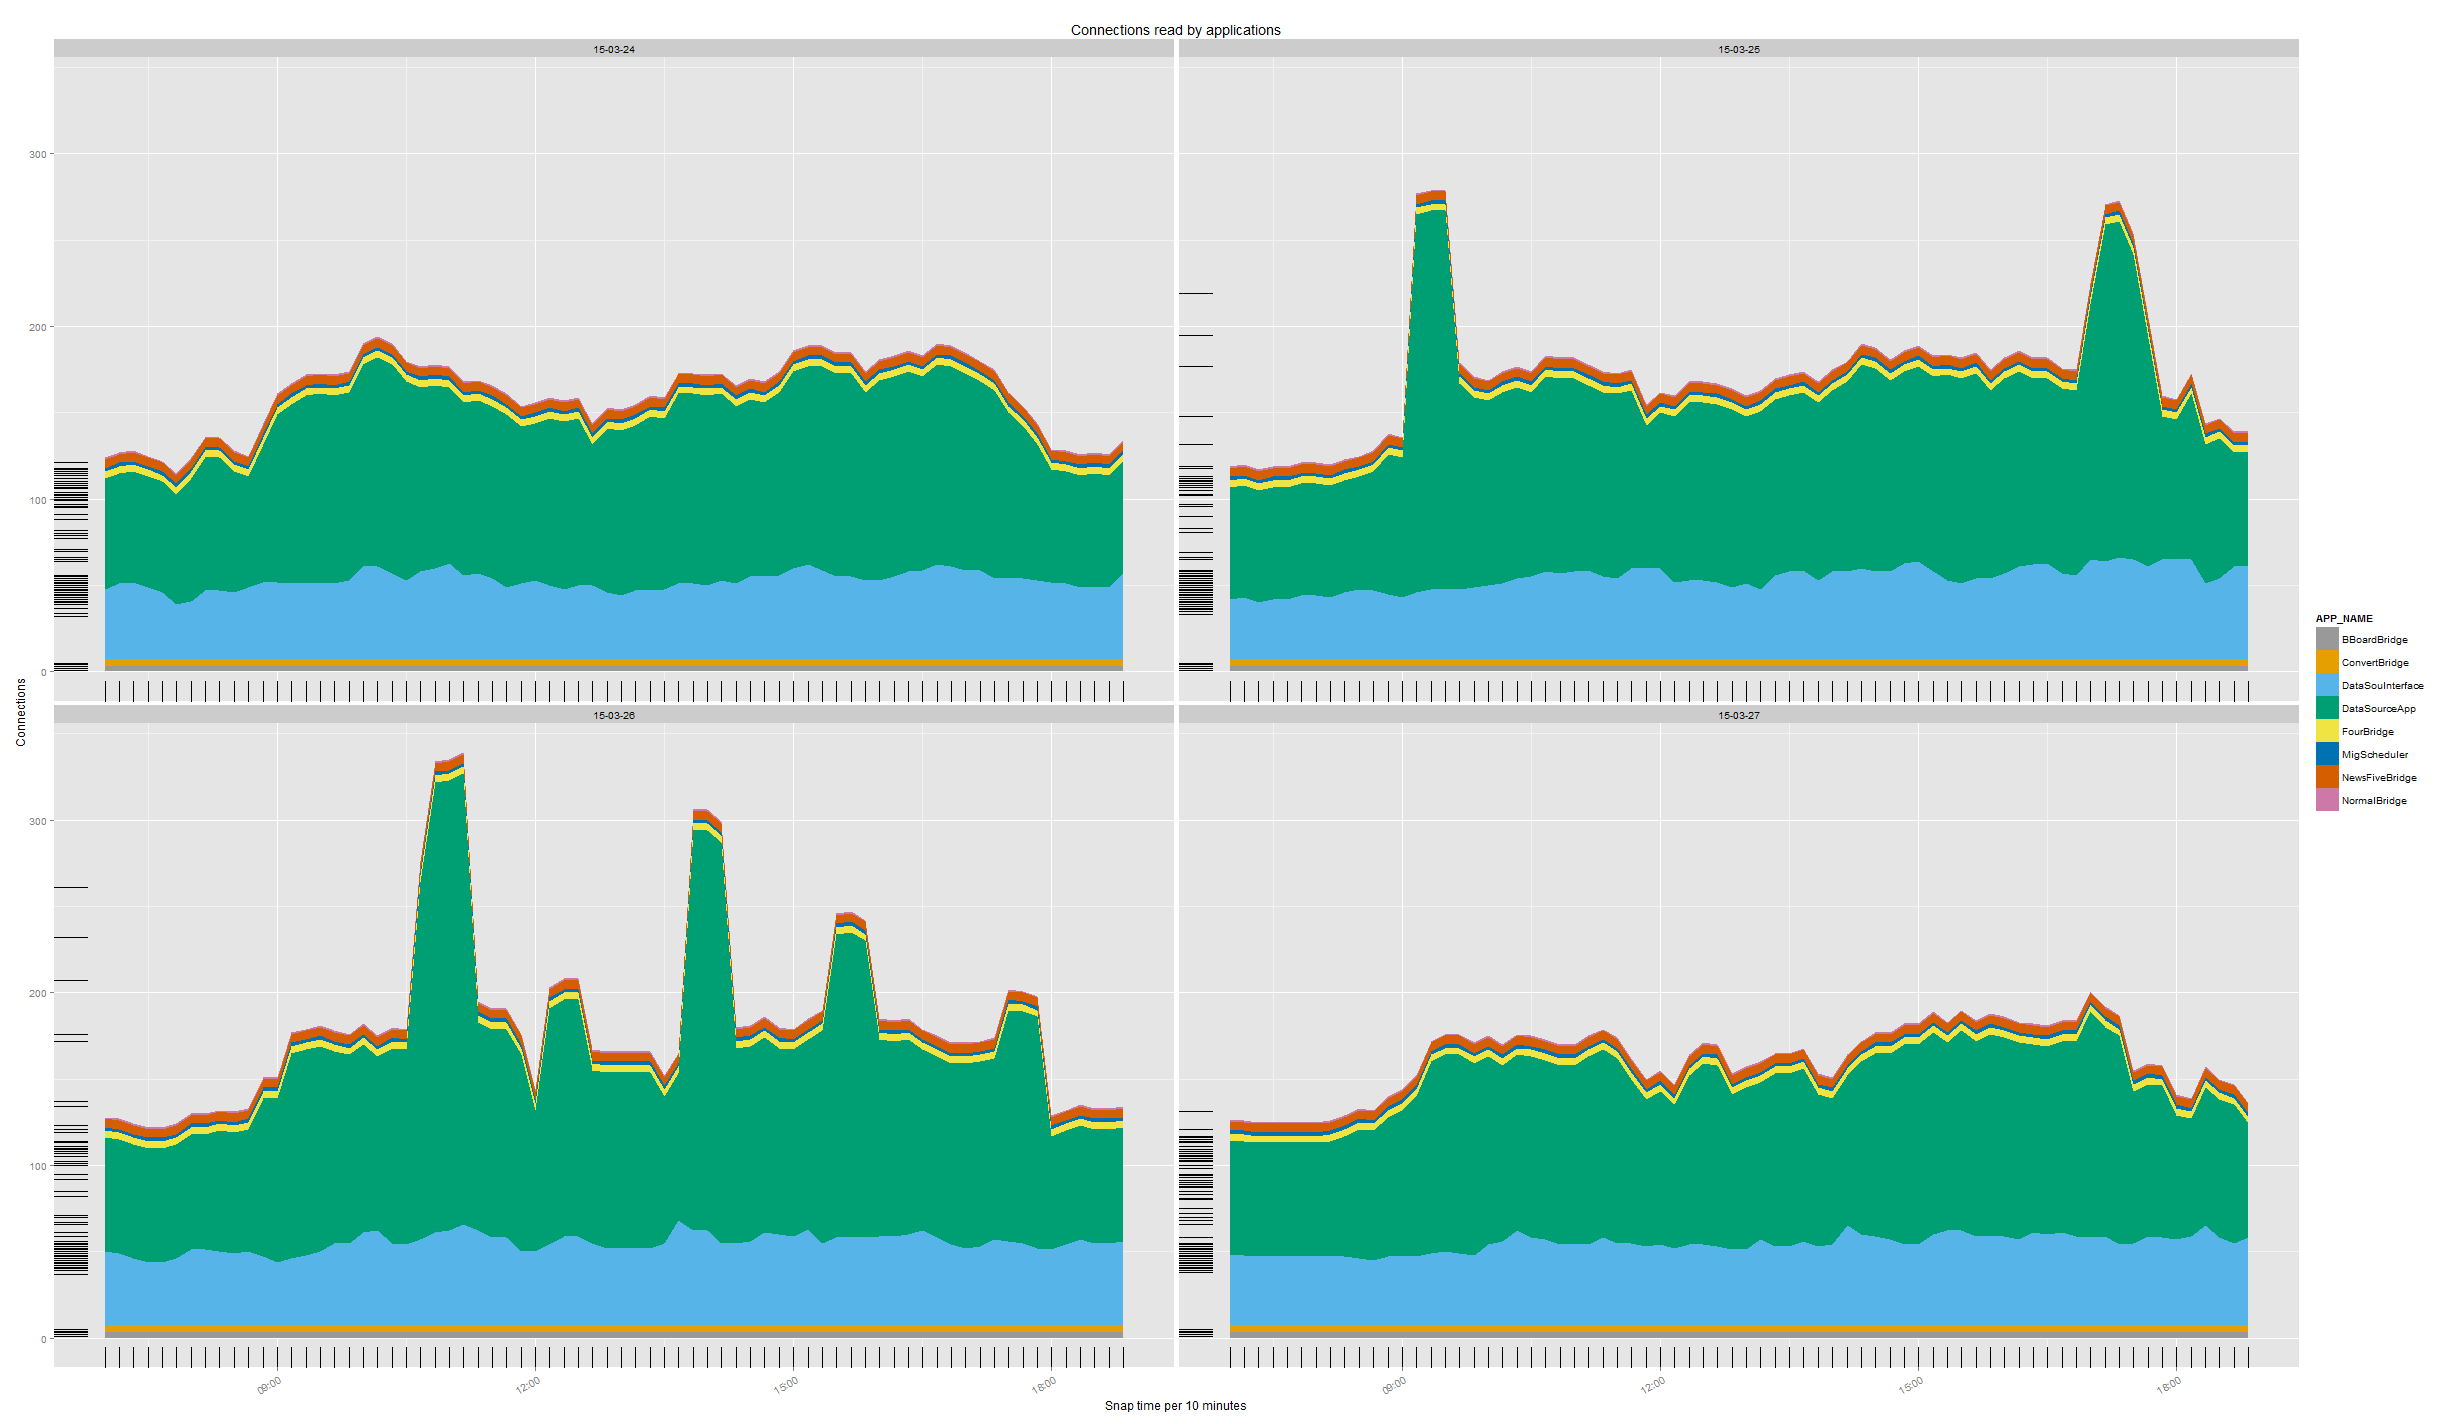 Connections read by applications
15-03-24
15-03-25
300
200
100
0
15-03-26
15-03-27
300
200
100
0
09:00
12:00
15:00
18:00
09:00
12:00
15:00
18:00
Snap time per 10 minutes
Connections
APP_NAME
BBoardBridge
ConvertBridge
DataSouInterface
DataSourceApp
FourBridge
MigScheduler
NewsFiveBridge
NormalBridge